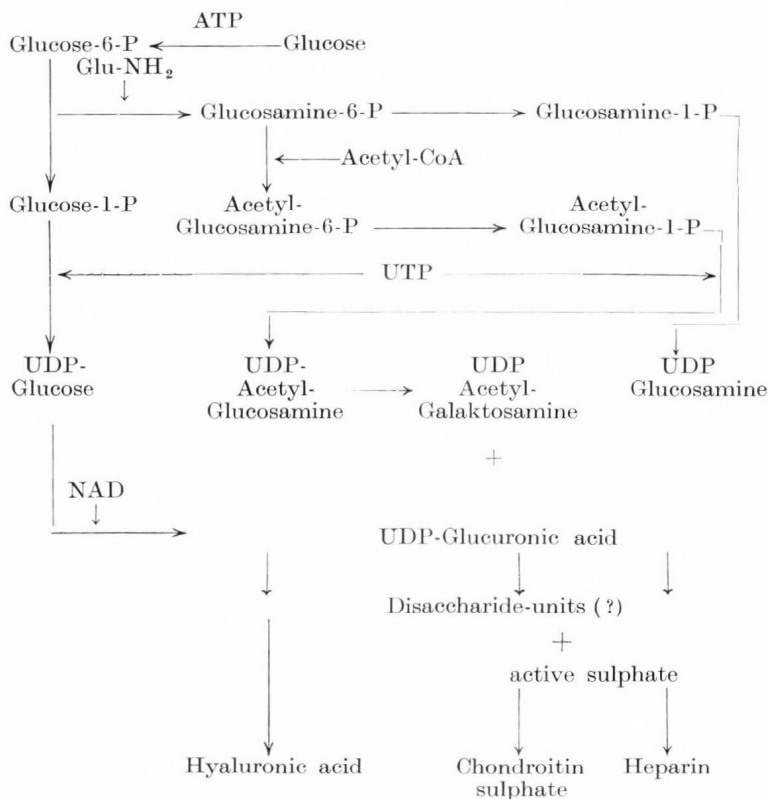 ATP
Glucose-6-P Glucose
Glu-NH₂
Glucosamine-6-P Glucosamine-1-P
Acetyl-CoA
Glucose-1-P Acetyl- Acetyl-
Glucosamine-6-P Glucosamine-1-P
UTP
UDP- UDP- UDP UDP
Glucose Acetyl- Acetyl- Glucosamine
Glucosamine Galaktosamine
+
NAD
UDP-Glucuronic acid
Disaccharide-units (?)
+
active sulphate
Hyaluronic acid Chondroitin Heparin
sulphate